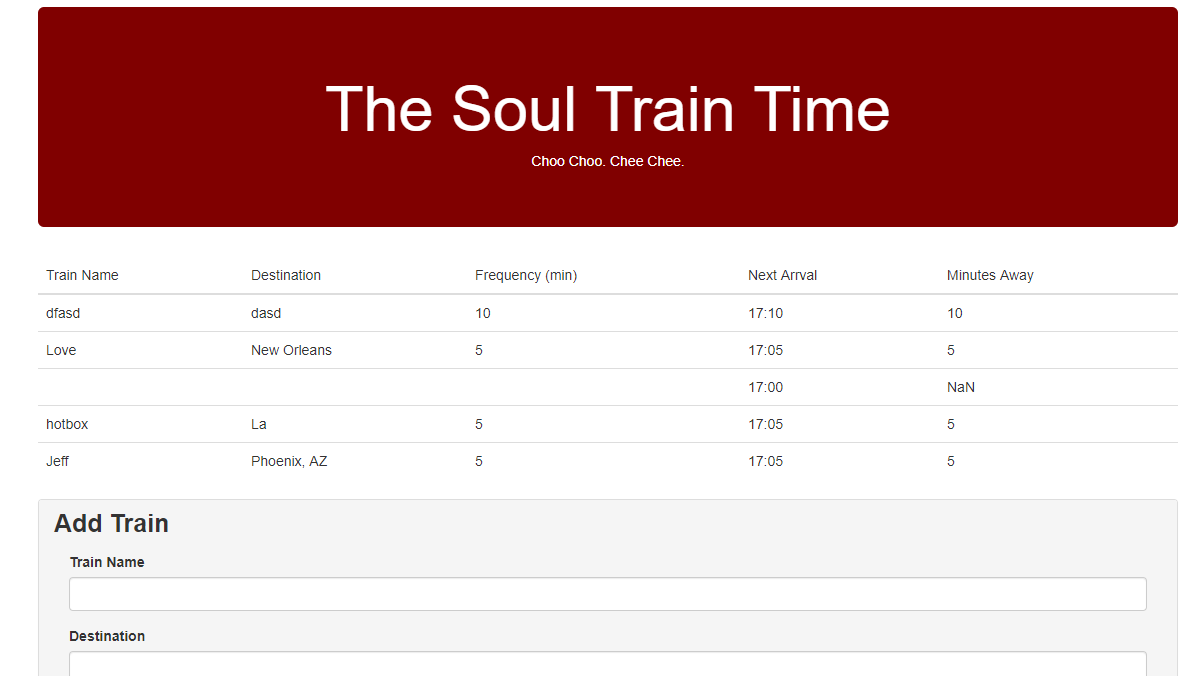 The Soul Train Time
Choo Choo. Chee Chee.
Train Name Destination Frequency (min) Next Arrval Minutes Away
dfasd dasd 10 17:10 10
Love New Orleans 5 17:05 5
17:00 NaN
hotbox La 5 17:05 5
Jeff Phoenix, AZ 5 17:05 5
Add Train
Train Name
Destination